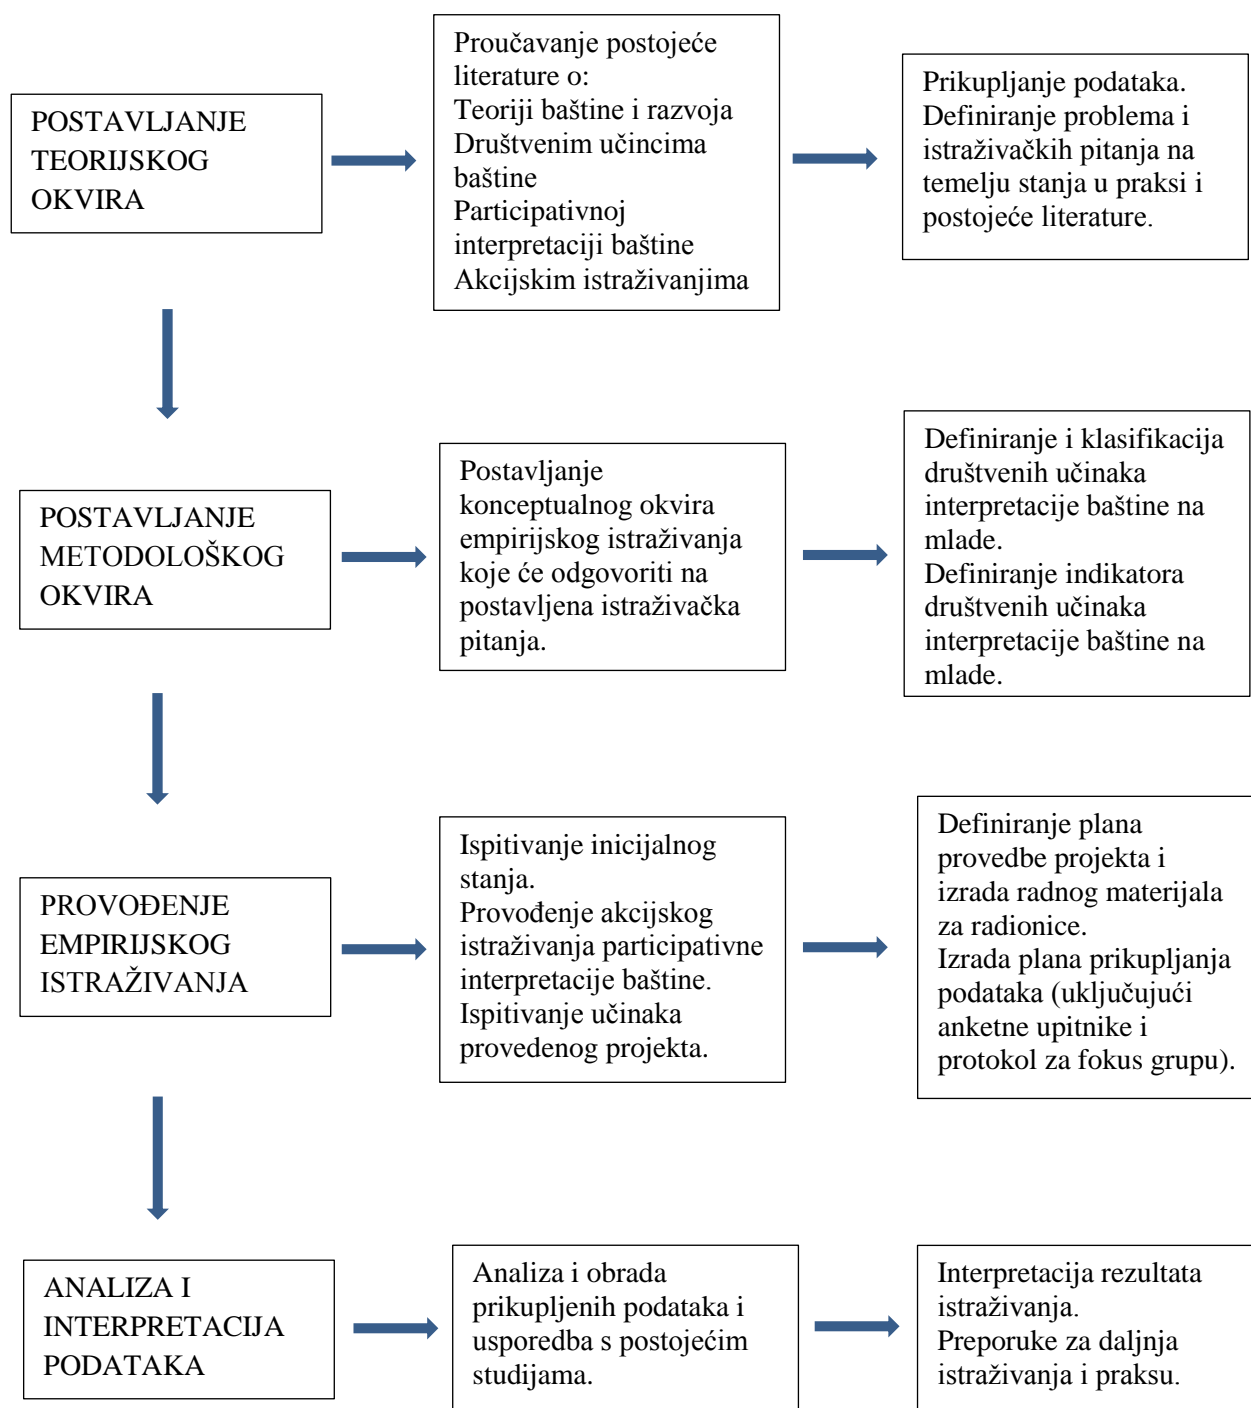 POSTAVLJANJE
TEORIJSKOG
OKVIRA
Proučavanje postojeće
literature o:
Teoriji baštine i razvoja
Društvenim učincima
baštine
Participativnoj
interpretaciji baštine
Akcijskim istraživanjima
Prikupljanje podataka.
Definiranje problema i
istraživačkih pitanja na
temelju stanja u praksi i
postojeće literature.
POSTAVLJANJE
METODOLOŠKOG
OKVIRA
Postavljanje
konceptualnog okvira
empirijskog istraživanja
koje će odgovoriti na
postavljena istraživačka
pitanja.
Definiranje i klasifikacija
društvenih učinaka
interpretacije baštine na
mlade.
Definiranje indikatora
društvenih učinaka
interpretacije baštine na
mlade.
PROVOĐENJE
EMPIRIJSKOG
ISTRAŽIVANJA
Ispitivanje inicijalnog
stanja.
Provođenje akcijskog
istraživanja participativne
interpretacije baštine.
Ispitivanje učinaka
provedenog projekta.
Definiranje plana
provedbe projekta i
izrada radnog materijala
za radionice.
Izrada plana prikupljanja
podataka (uključujući
anketne upitnike i
protokol za fokus grupu).
ANALIZA I
INTERPRETACIJA
PODATAKA
Analiza i obrada
prikupljenih podataka i
usporedba s postojećim
studijama.
Interpretacija rezultata
istraživanja.
Preporuke za daljnja
istraživanja i praksu.